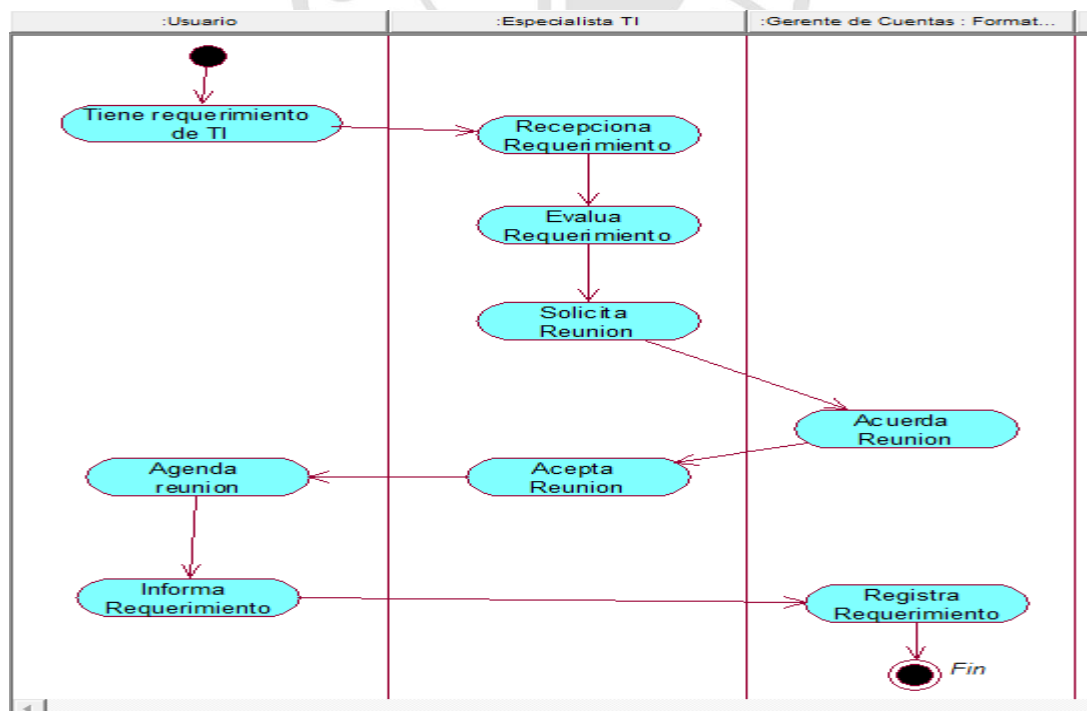 :Usuario
:Especialista TI
:Gerente de Cuentas : Format...
Tiene requerimiento
de TI
Recepciona
Requerimiento
Evalua
Requerimiento
Solicita
Reunion
Acuerda
Reunion
Acepta
Reunion
Agenda
reunion
Informa
Requerimiento
Registra
Requerimiento
Fin